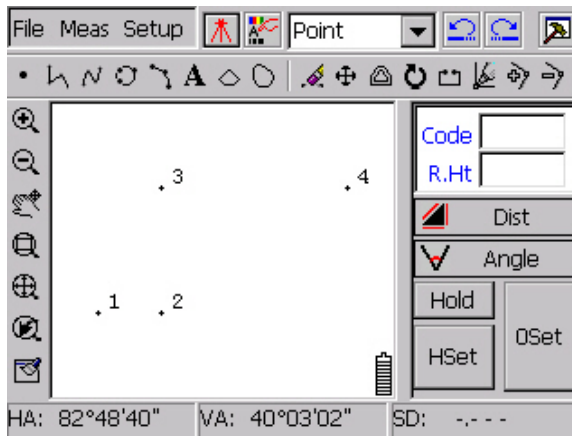 File Meas Setup Point
A
Code
R.Ht
3 4
Dist
Angle
1 2
Hold
HSet OSet
HA: 82°48'40" VA: 40°03'02" SD: -.---